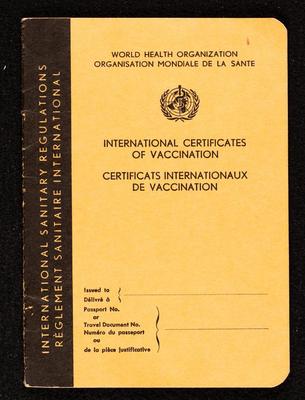 INTERNATIONAL SANITARY REGULATIONS
RÈGLEMENT SANITAIRE INTERNATIONAL
WORLD HEALTH ORGANIZATION
ORGANISATION MONDIALE DE LA SANTE
INTERNATIONAL CERTIFICATES
OF VACCINATION
CERTIFICATS INTERNATIONAUX
DE VACCINATION
Issued to
Délivré à
Passport No.
or
Travel Document No.
Numéro du passeport
ou
de la pièce justificative